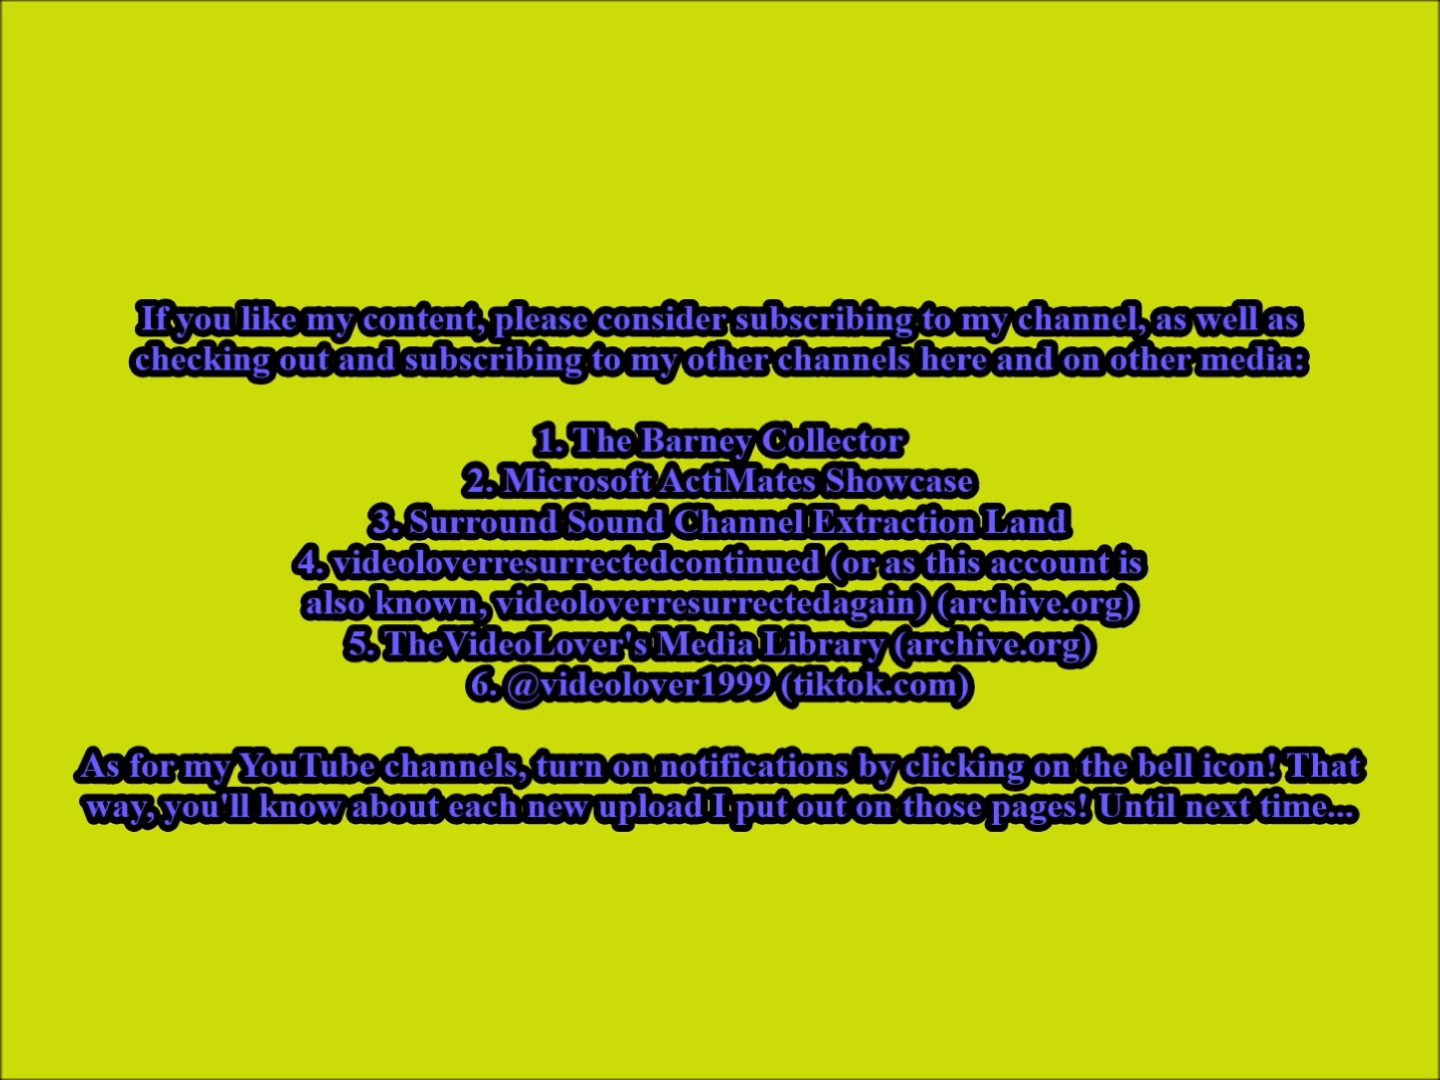 If you like my content, please consider subscribing to my channel, as well as
checking out and subscribing to my other channels here and on other media:
1. The Barney Collector
2. Microsoft ActiMates Showcase
3. Surround Sound Channel Extraction Land
4. videoloverresurrectedcontinued (or as this account is
also known, videoloverresurrectedagain) (archive.org)
5. TheVideoLover's Media Library (archive.org)
6. @videolover1999 (tiktok.com)
As for my YouTube channels, turn on notifications by clicking on the bell icon! That
way, you'll know about each new upload I put out on those pages! Until next time...